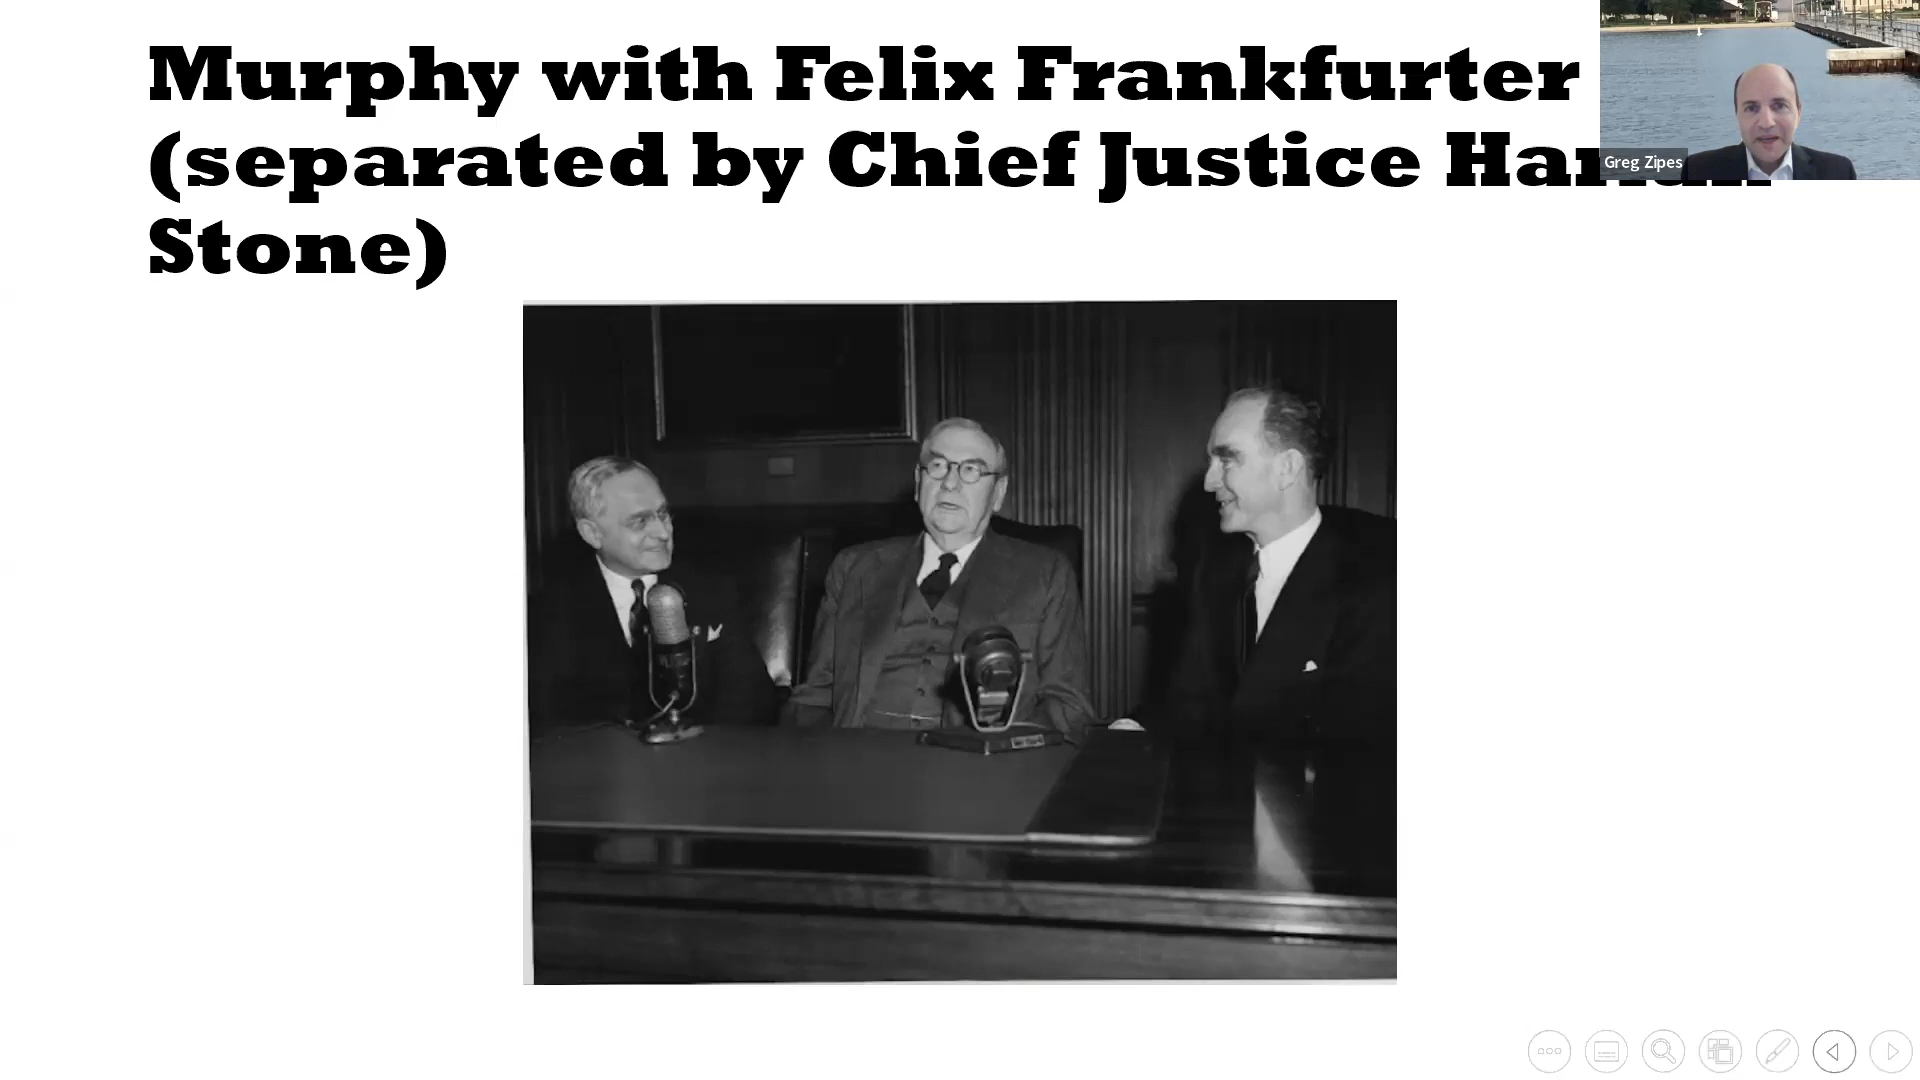 Murphy with Felix Frankfurter
(separated by Chief Justice
Stone)
Greg Zipes